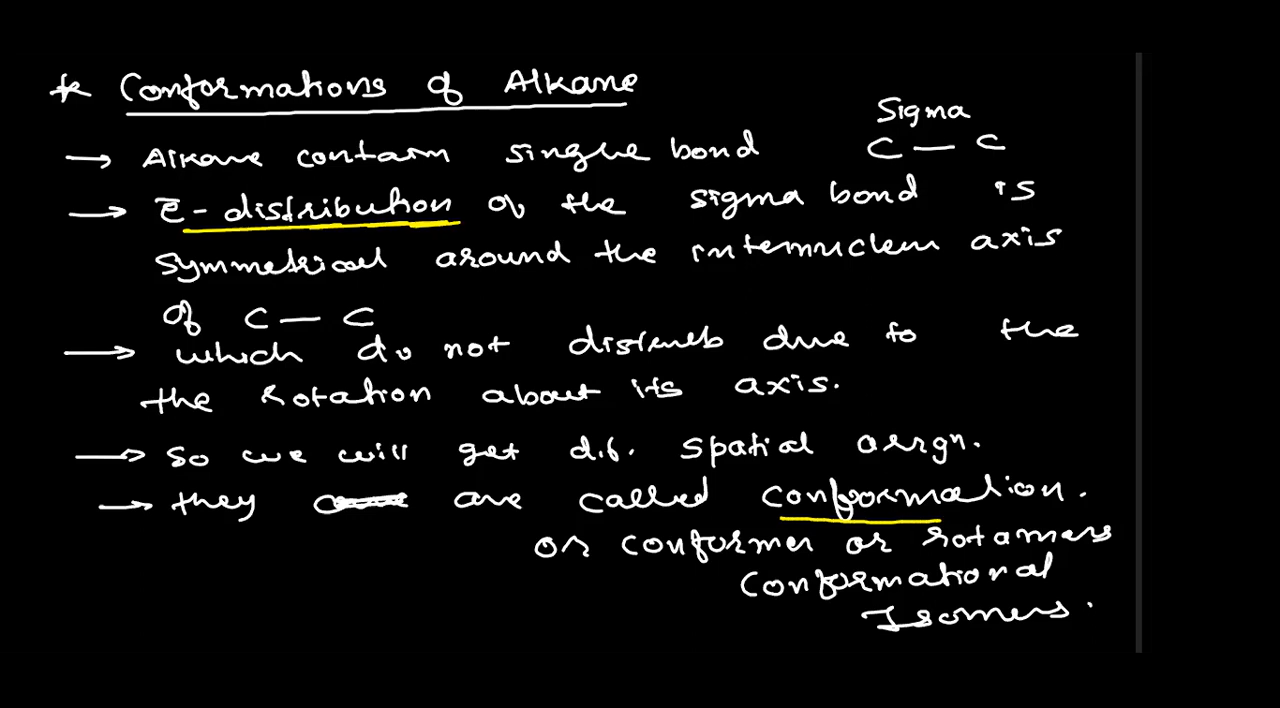 * Conformations of Alkane
Sigma
→ Alkane contain single bond C — C
→ e̅ - distribution of the sigma bond is
symmetrical around the internuclear axis
of C — C
→ which do not disturb due to the
the rotation about its axis.
→ so we will get dif. spatial arrgn.
→ they are called conformation.
or conformer or rotamers
conformational
Isomers.